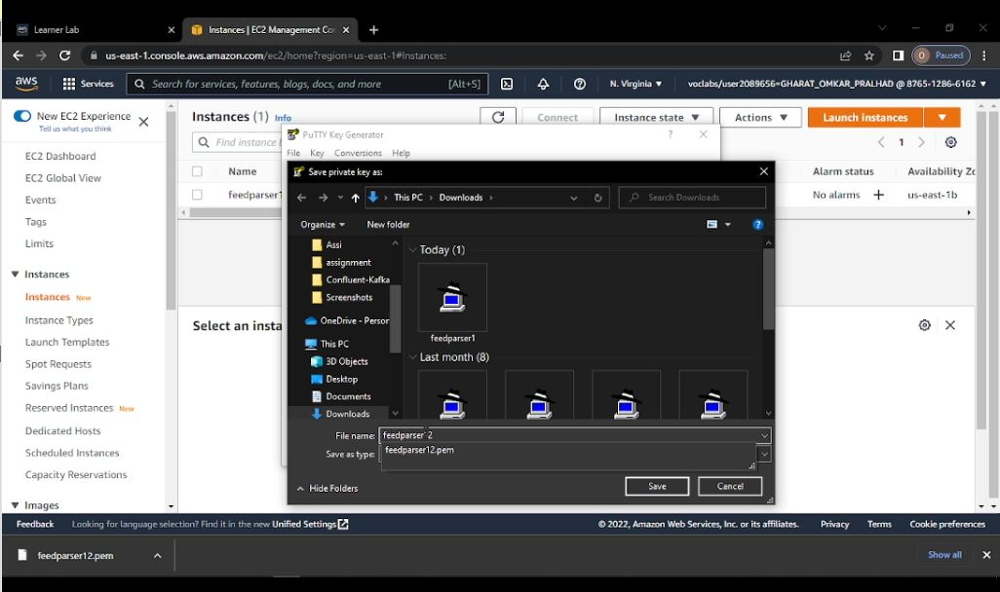 Learner Lab
Instances | EC2 Management Co
us-east-1.console.aws.amazon.com/ec2/home?region=us-east-1#Instances:
O Paused
aws
Services
Search for services, features, blogs, docs, and more
[Alt+S]
N. Virginia
voclabs/user2089656=GHARAT_OMKAR_PRALHAD @ 8765-1286-6162
New EC2 Experience
Tell us what you think
EC2 Dashboard
EC2 Global View
Events
Tags
Limits
Instances
Instances New
Instance Types
Launch Templates
Spot Requests
Savings Plans
Reserved Instances New
Dedicated Hosts
Scheduled Instances
Capacity Reservations
Images
Instances (1) Info
Connect
Instance state
Actions
Launch instances
Find instance
1
Name
Alarm status
Availability Zo
feedparser1
No alarms
us-east-1b
Select an insta
PuTTY Key Generator
?
File Key Conversions Help
Save private key as:
This PC
Downloads
Search Downloads
Organize
New folder
?
Assi
assignment
Confluent-Kafka
Screenshots
OneDrive - Person
This PC
3D Objects
Desktop
Documents
Downloads
Today (1)
feedparser1
Last month (8)
File name:
feedparser12
Save as type:
feedparser12.pem
Hide Folders
Save
Cancel
Feedback
Looking for language selection? Find it in the new Unified Settings
© 2022, Amazon Web Services, Inc. or its affiliates.
Privacy
Terms
Cookie preferences
feedparser12.pem
Show all